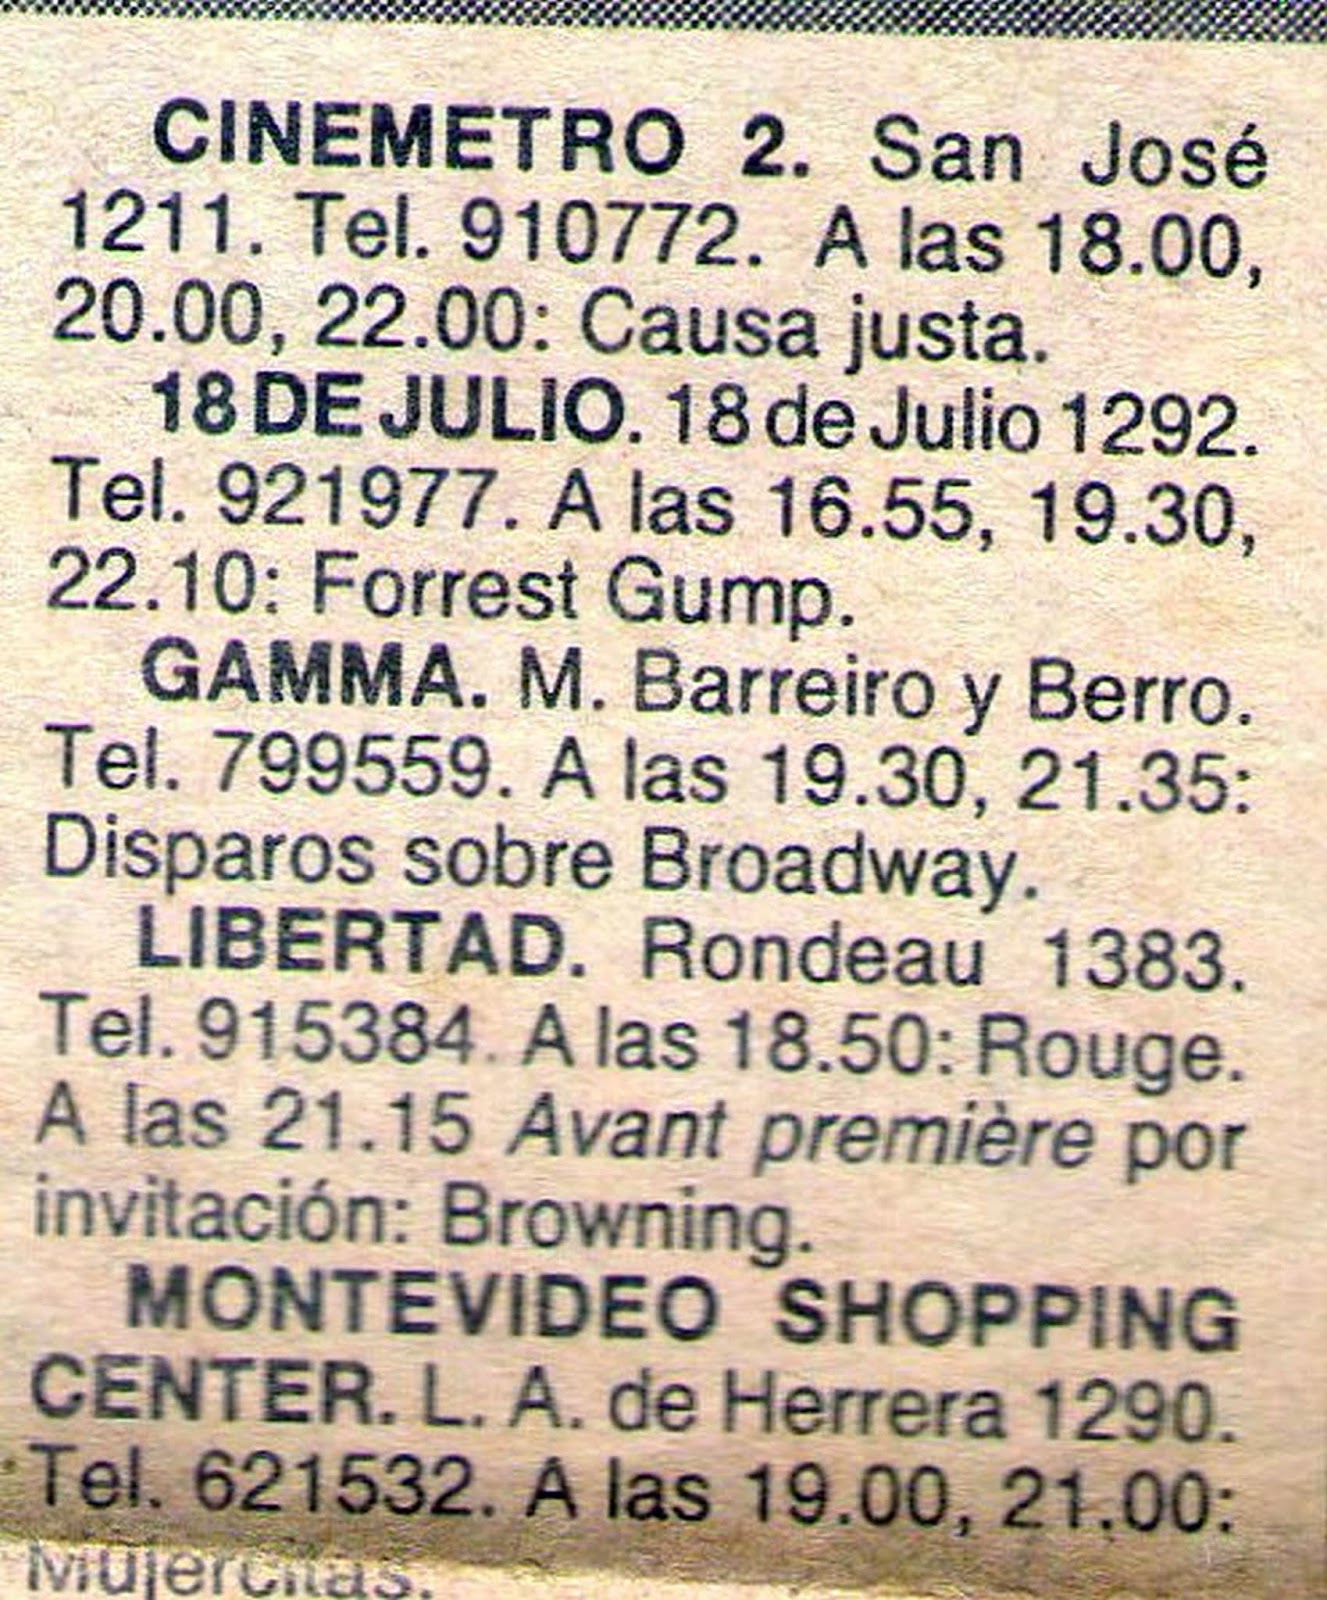 CINEMETRO 2. San José
1211. Tel. 910772. A las 18.00,
20.00, 22.00: Causa justa.
18 DE JULIO. 18 de Julio 1292.
Tel. 921977. A las 16.55, 19.30,
22.10: Forrest Gump.
GAMMA. M. Barreiro y Berro.
Tel. 799559. A las 19.30, 21.35:
Disparos sobre Broadway.
LIBERTAD. Rondeau 1383.
Tel. 915384. A las 18.50: Rouge.
A las 21.15 Avant première por
invitación: Browning.
MONTEVIDEO SHOPPING
CENTER. L. A. de Herrera 1290.
Tel. 621532. A las 19.00, 21.00:
Mujercitas.